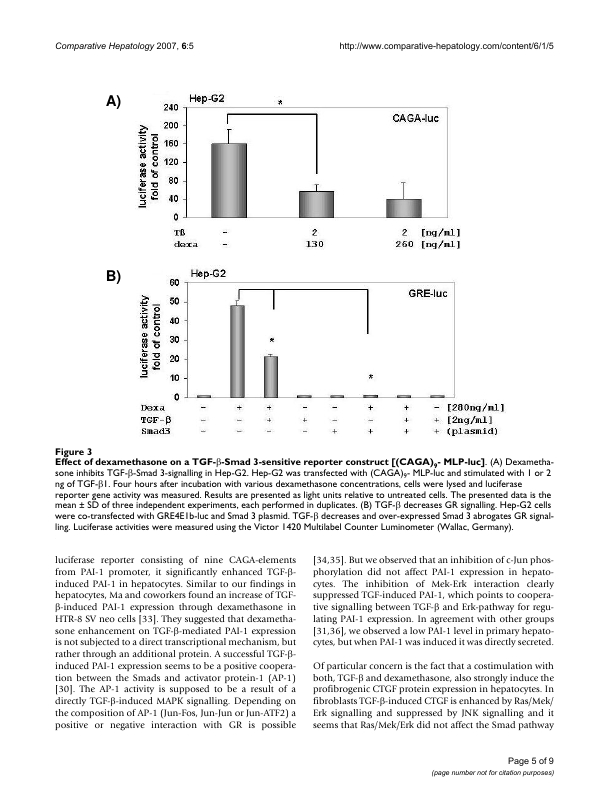 Comparative Hepatology 2007, 6:5
http://www.comparative-hepatology.com/content/6/1/5
A)
Hep-G2
*
CAGA-luc
luciferase activity
fold of control
240
200
160
120
80
40
0
Tß - 2 2 [ng/ml]
dexa - 130 260 [ng/ml]
B)
Hep-G2
GRE-luc
luciferase activity
fold of control
60
50
40
30
20
10
0
*
*
Dexa - + + - - + + - [280ng/ml]
TGF-β - - + + - - + + [2ng/ml]
Smad3 - - - - + + + + (plasmid)
Figure 3
Effect of dexamethasone on a TGF-β-Smad 3-sensitive reporter construct [(CAGA)9- MLP-luc]. (A) Dexametha-
sone inhibits TGF-β-Smad 3-signalling in Hep-G2. Hep-G2 was transfected with (CAGA)9- MLP-luc and stimulated with 1 or 2
ng of TGF-β1. Four hours after incubation with various dexamethasone concentrations, cells were lysed and luciferase
reporter gene activity was measured. Results are presented as light units relative to untreated cells. The presented data is the
mean ± SD of three independent experiments, each performed in duplicates. (B) TGF-β decreases GR signalling. Hep-G2 cells
were co-transfected with GRE4E1b-luc and Smad 3 plasmid. TGF-β decreases and over-expressed Smad 3 abrogates GR signal-
ling. Luciferase activities were measured using the Victor 1420 Multilabel Counter Luminometer (Wallac, Germany).
luciferase reporter consisting of nine CAGA-elements
from PAI-1 promoter, it significantly enhanced TGF-β-
induced PAI-1 in hepatocytes. Similar to our findings in
hepatocytes, Ma and coworkers found an increase of TGF-
β-induced PAI-1 expression through dexamethasone in
HTR-8 SV neo cells [33]. They suggested that dexametha-
sone enhancement on TGF-β-mediated PAI-1 expression
is not subjected to a direct transcriptional mechanism, but
rather through an additional protein. A successful TGF-β-
induced PAI-1 expression seems to be a positive coopera-
tion between the Smads and activator protein-1 (AP-1)
[30]. The AP-1 activity is supposed to be a result of a
directly TGF-β-induced MAPK signalling. Depending on
the composition of AP-1 (Jun-Fos, Jun-Jun or Jun-ATF2) a
positive or negative interaction with GR is possible
[34,35]. But we observed that an inhibition of c-Jun phos-
phorylation did not affect PAI-1 expression in hepato-
cytes. The inhibition of Mek-Erk interaction clearly
suppressed TGF-induced PAI-1, which points to coopera-
tive signalling between TGF-β and Erk-pathway for regu-
lating PAI-1 expression. In agreement with other groups
[31,36], we observed a low PAI-1 level in primary hepato-
cytes, but when PAI-1 was induced it was directly secreted.
Of particular concern is the fact that a costimulation with
both, TGF-β and dexamethasone, also strongly induce the
profibrogenic CTGF protein expression in hepatocytes. In
fibroblasts TGF-β-induced CTGF is enhanced by Ras/Mek/
Erk signalling and suppressed by JNK signalling and it
seems that Ras/Mek/Erk did not affect the Smad pathway
Page 5 of 9
(page number not for citation purposes)